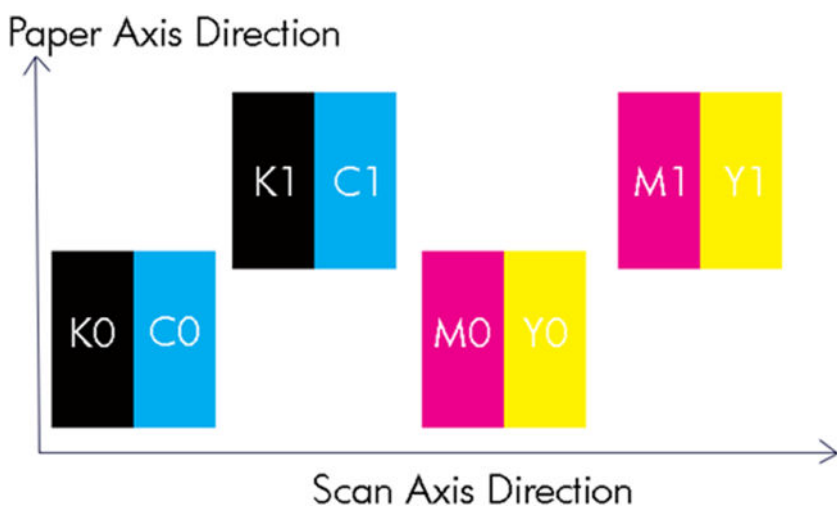 Paper Axis Direction
K1 C1 M1 Y1
K0 C0 M0 Y0
Scan Axis Direction